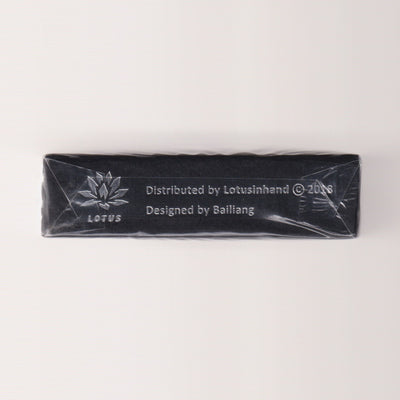 Distributed by Lotusinhand © 2018
Designed by Bailiang
LOTUS